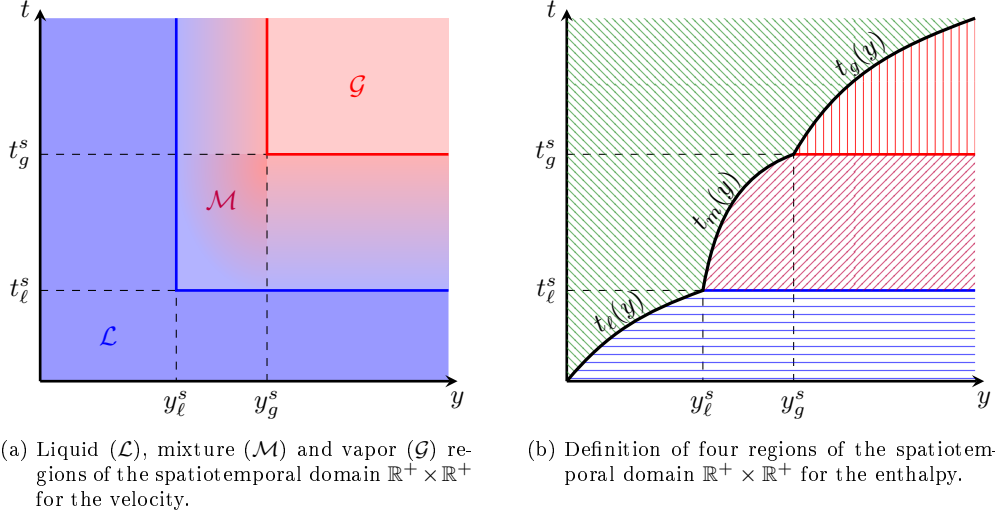 t
𝒢
t_g^s
ℳ
t_ℓ^s
ℒ
y_ℓ^s
y_g^s
y
(a) Liquid (ℒ), mixture (ℳ) and vapor (𝒢) re-
gions of the spatiotemporal domain ℝ⁺ × ℝ⁺
for the velocity.
t
t_g(y)
t_g^s
t_m(y)
t_ℓ^s
t_ℓ(y)
y_ℓ^s
y_g^s
y
(b) Definition of four regions of the spatiotem-
poral domain ℝ⁺ × ℝ⁺ for the enthalpy.